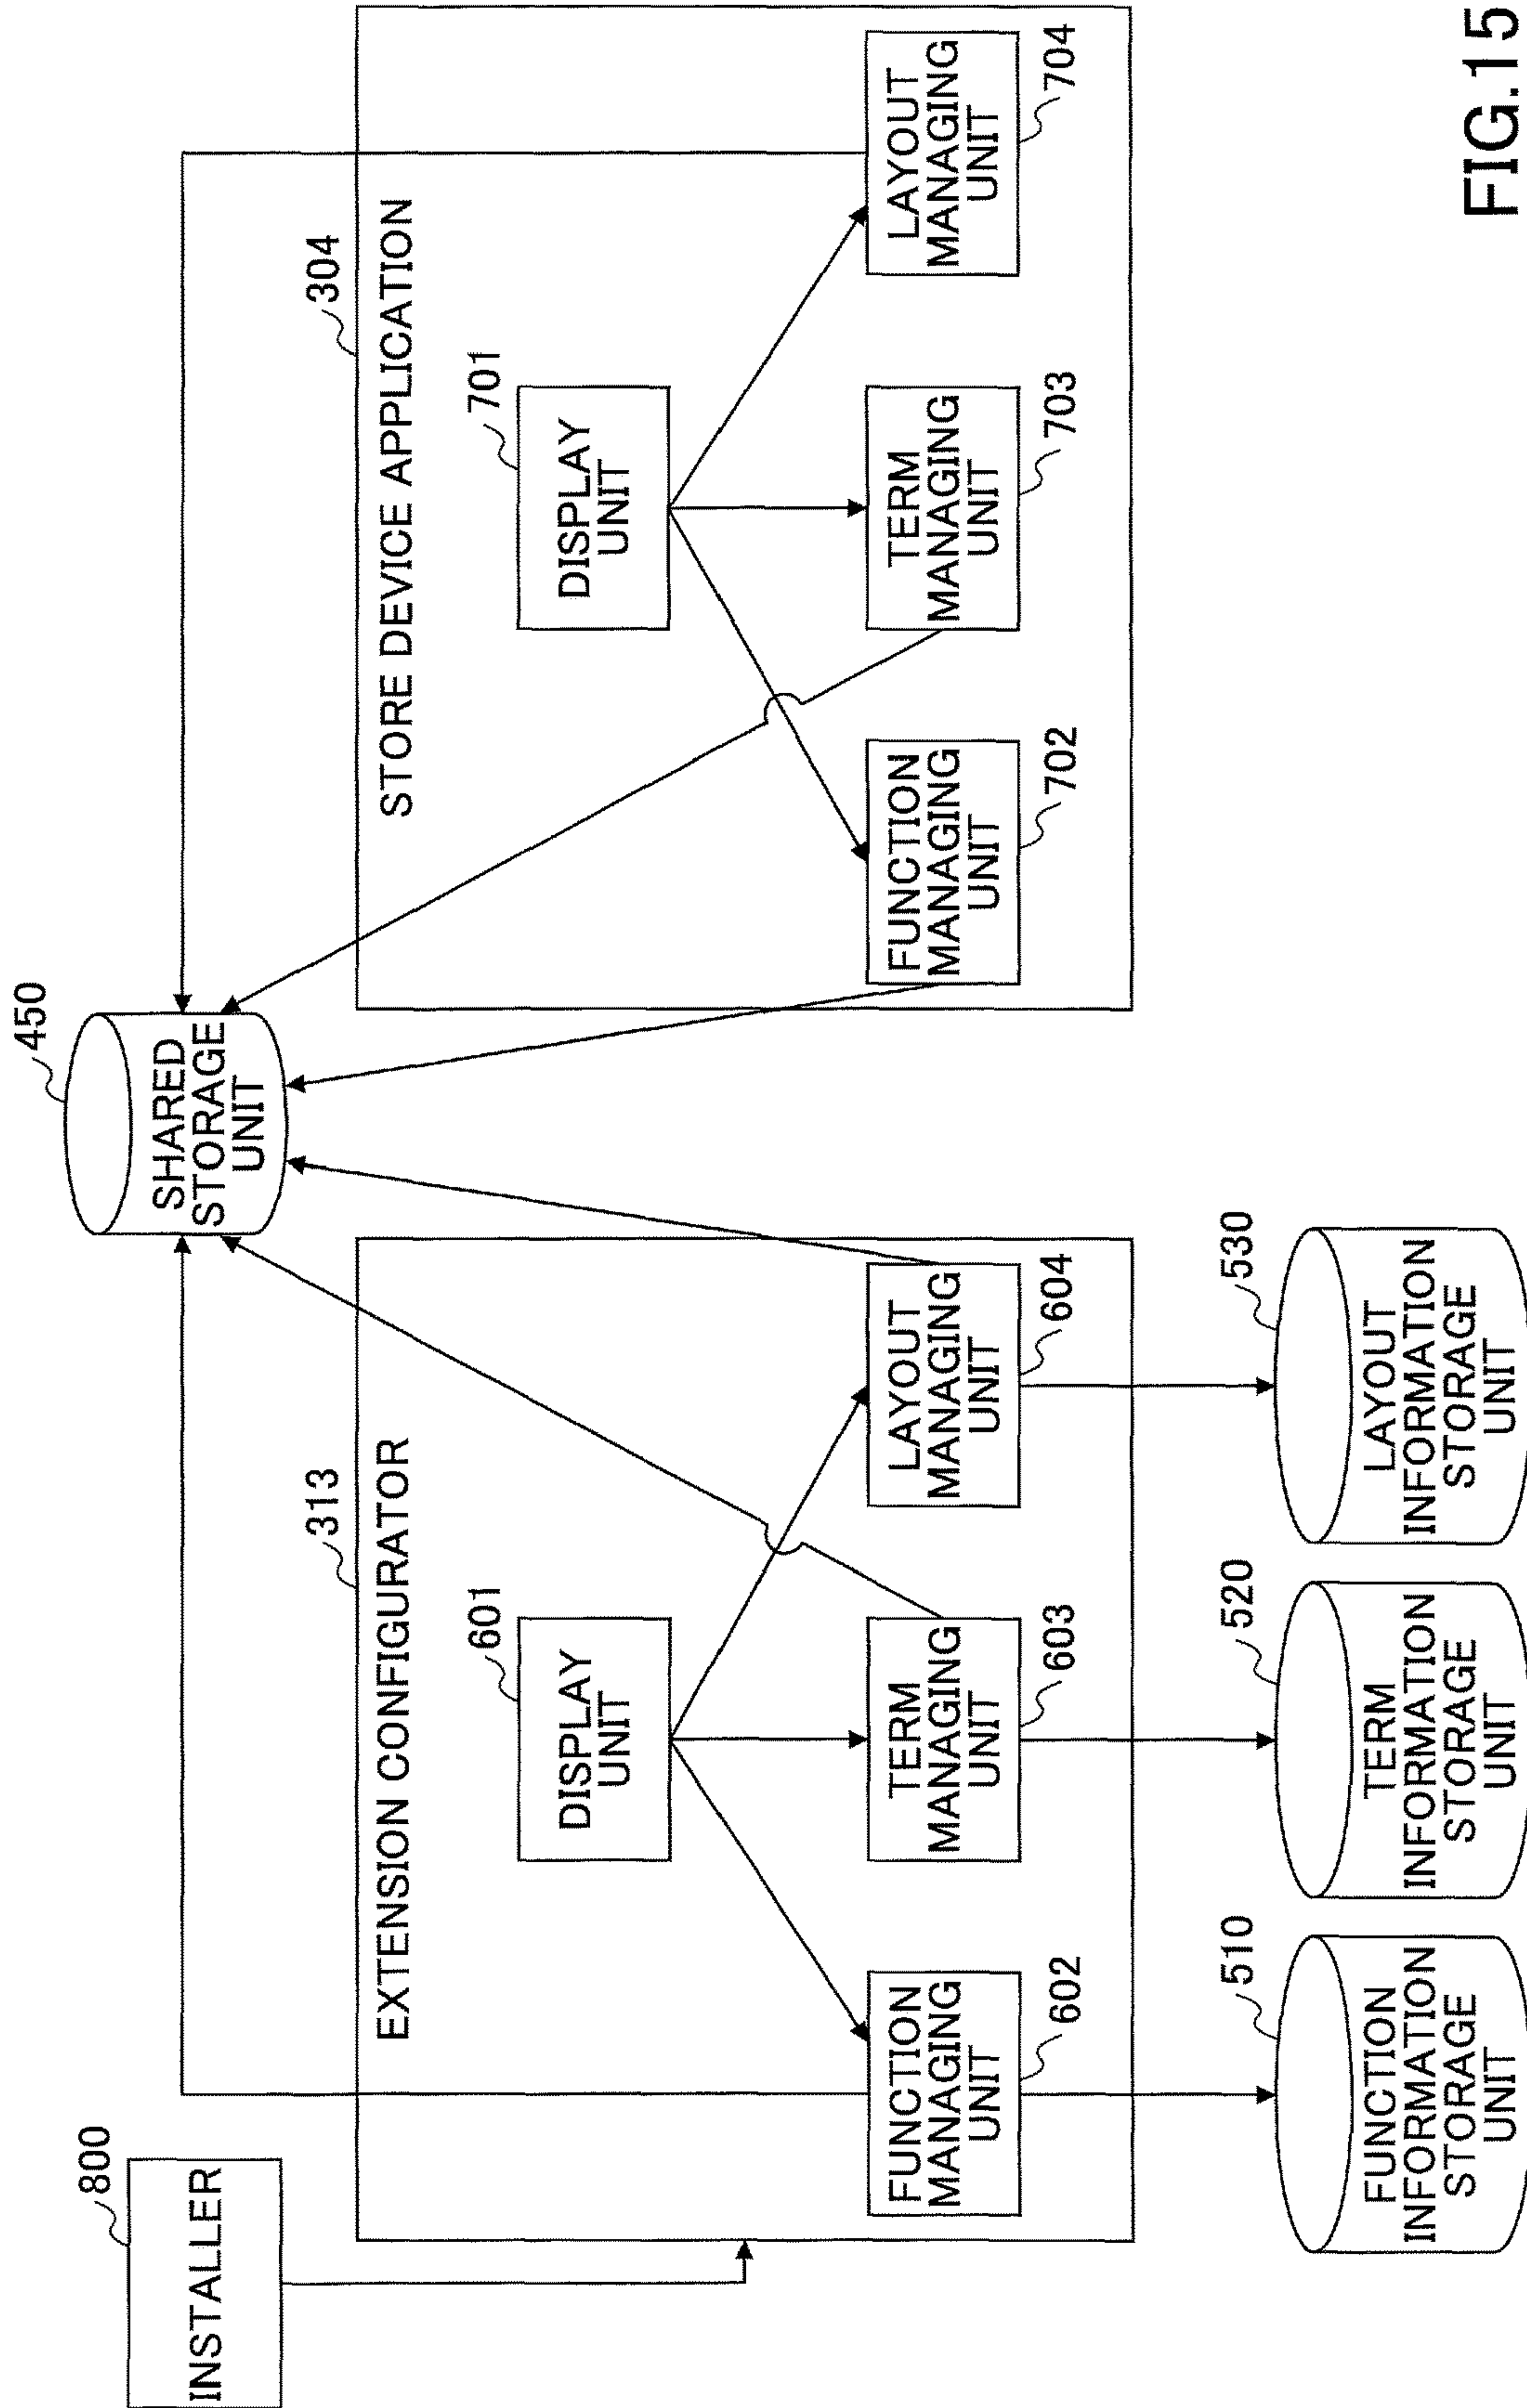 INSTALLER
800
SHARED
STORAGE
UNIT
450
EXTENSION CONFIGURATOR
313
DISPLAY
UNIT
601
FUNCTION
MANAGING
UNIT
602
TERM
MANAGING
UNIT
603
LAYOUT
MANAGING
UNIT
604
FUNCTION
INFORMATION
STORAGE
UNIT
510
TERM
INFORMATION
STORAGE
UNIT
520
LAYOUT
INFORMATION
STORAGE
UNIT
530
STORE DEVICE APPLICATION
304
DISPLAY
UNIT
701
FUNCTION
MANAGING
UNIT
702
TERM
MANAGING
UNIT
703
LAYOUT
MANAGING
UNIT
704
FIG.15